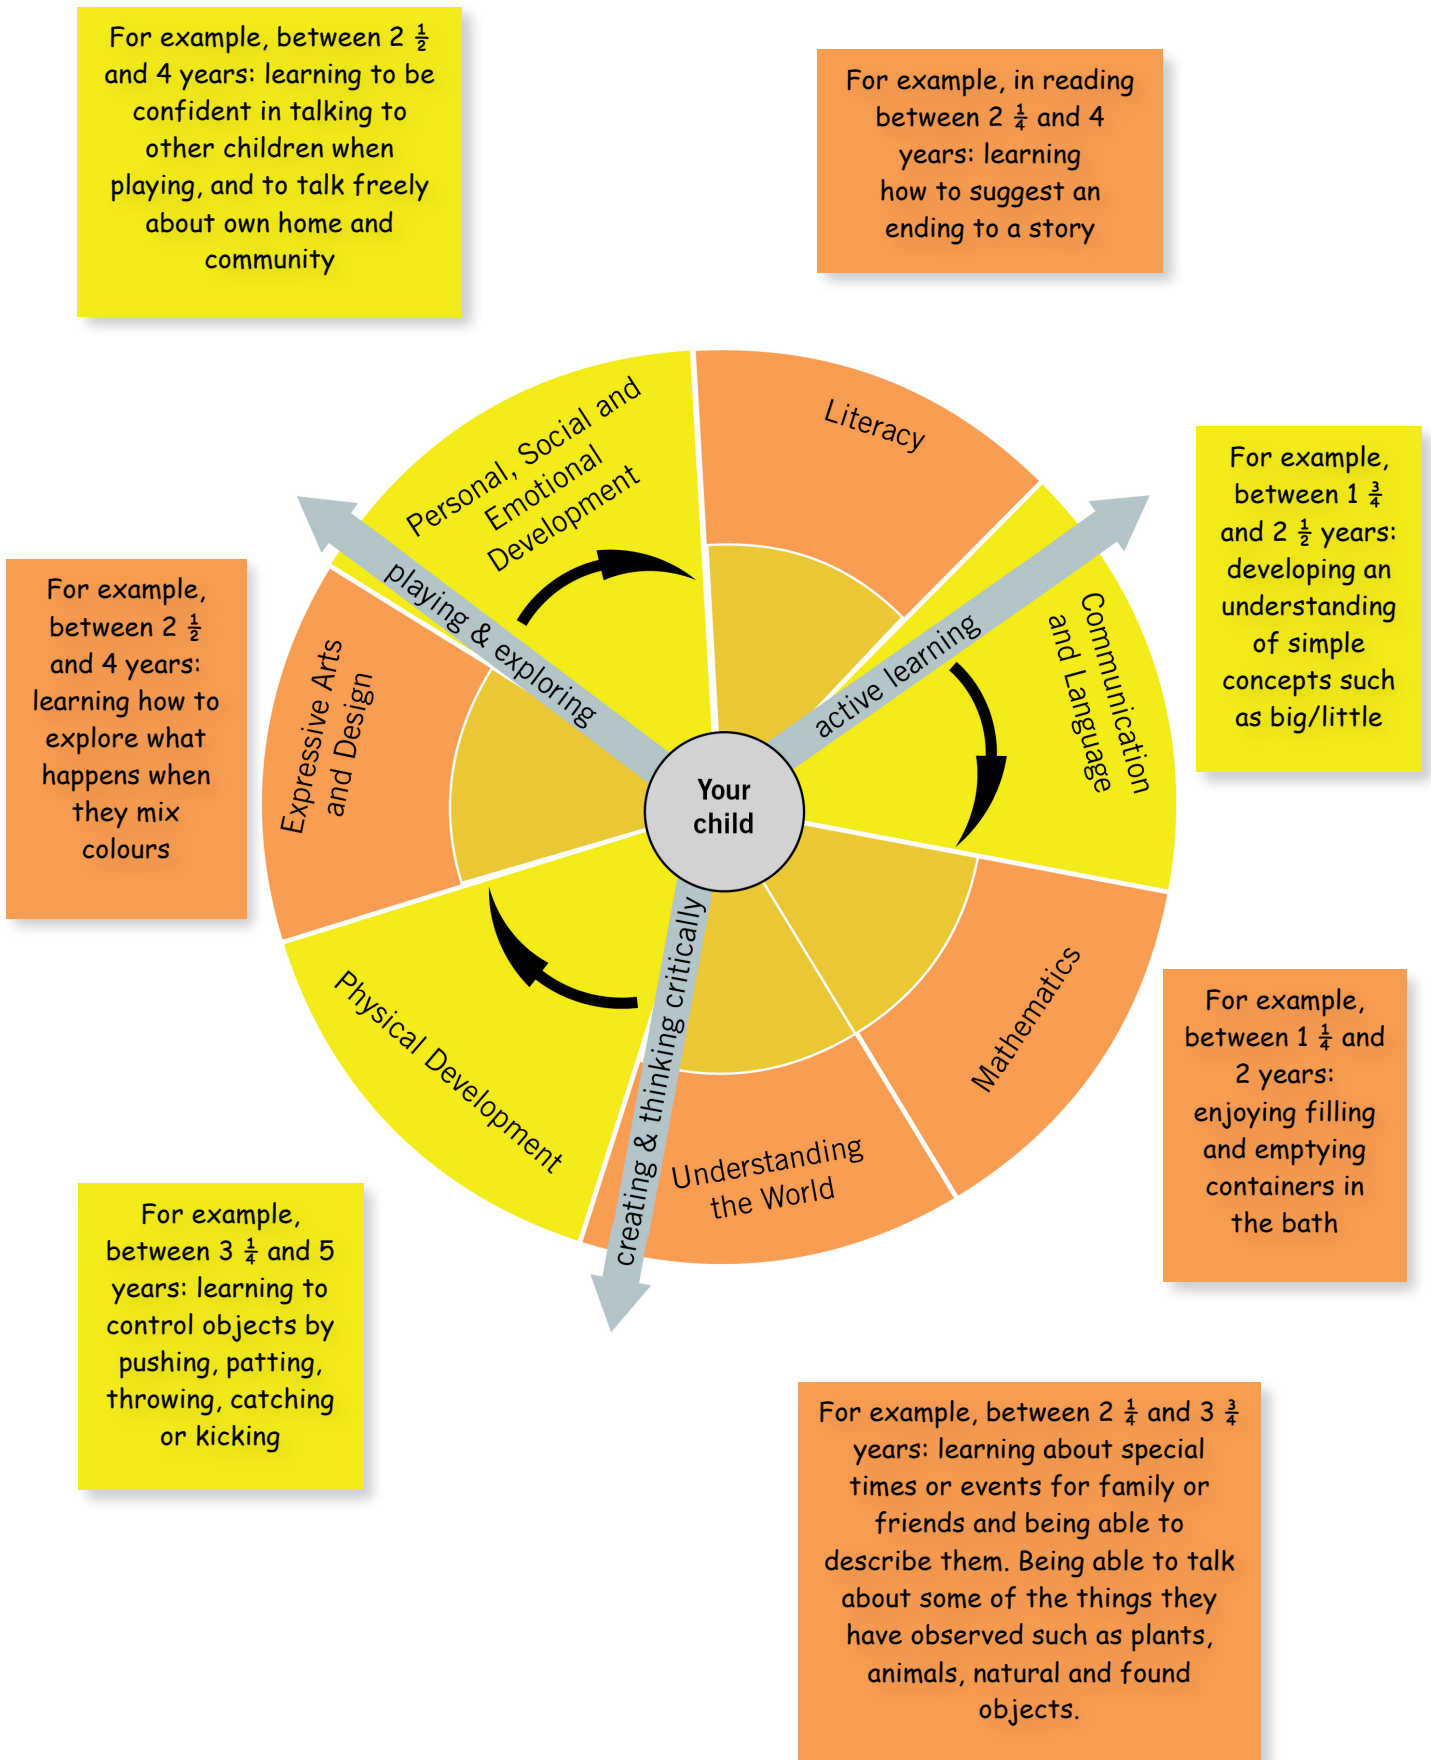 For example, between 2 ½
and 4 years: learning to be
confident in talking to
other children when
playing, and to talk freely
about own home and
community
For example, in reading
between 2 ¼ and 4
years: learning
how to suggest an
ending to a story
Personal, Social and
Emotional
Development
Literacy
For example,
between 1 ¾
and 2 ½ years:
developing an
understanding
of simple
concepts such
as big/little
For example,
between 2 ½
and 4 years:
learning how to
explore what
happens when
they mix
colours
playing & exploring
active learning
Communication
and Language
Expressive Arts
and Design
Your
child
creating & thinking critically
Physical Development
Mathematics
Understanding
the World
For example,
between 1 ¼ and
2 years:
enjoying filling
and emptying
containers in
the bath
For example,
between 3 ¼ and 5
years: learning to
control objects by
pushing, patting,
throwing, catching
or kicking
For example, between 2 ¼ and 3 ¾
years: learning about special
times or events for family or
friends and being able to
describe them. Being able to talk
about some of the things they
have observed such as plants,
animals, natural and found
objects.